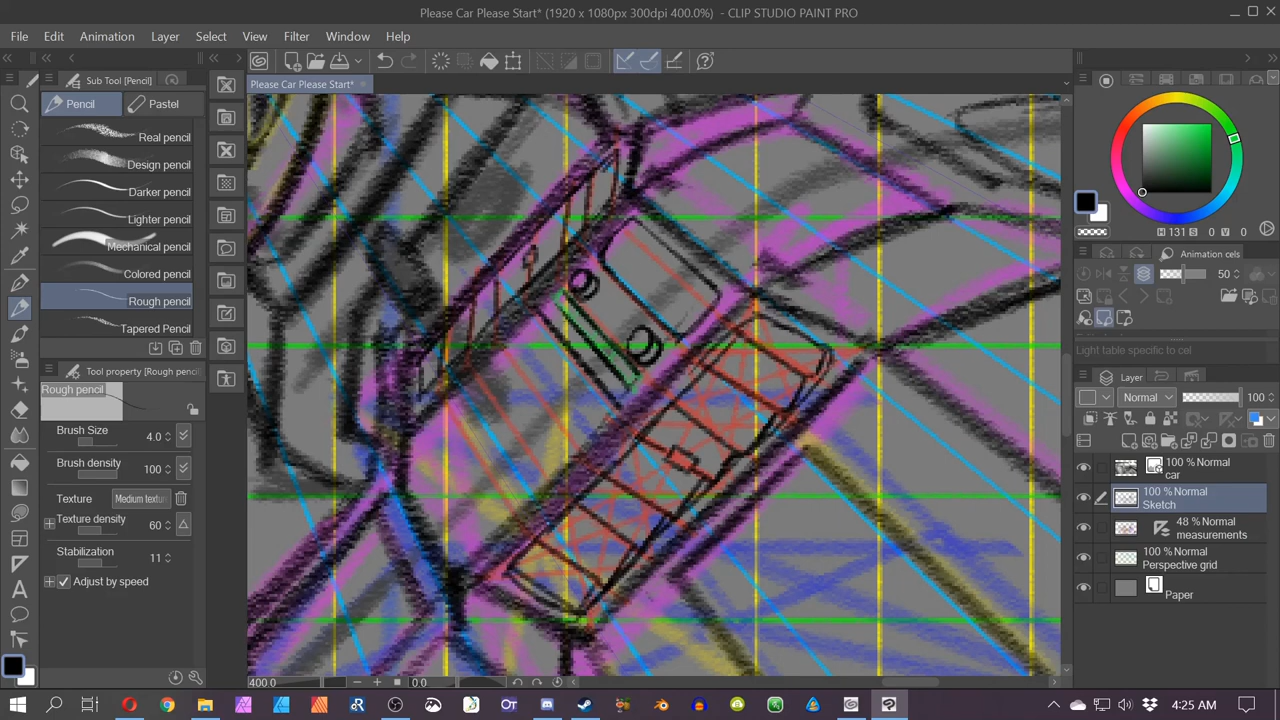 Please Car Please Start* (1920 x 1080px 300dpi 400.0%) - CLIP STUDIO PAINT PRO
File Edit Animation Layer Select View Filter Window Help
Sub Tool [Pencil]
Please Car Please Start*
Pencil Pastel
Real pencil
Design pencil
Darker pencil
Lighter pencil
Mechanical pencil
Colored pencil
Rough pencil
Tapered Pencil
Tool property [Rough pencil]
Rough pencil
Brush Size 4.0
Brush density 100
Texture Medium texture
Texture density 60
Stabilization 11
Adjust by speed
400.0 0.0
H 131 S 0 V 0
Animation cels
50
Light table specific to cel
Layer
Normal 100
100 % Normal
car
100 % Normal
Sketch
48 % Normal
measurements
100 % Normal
Perspective grid
Paper
4:25 AM